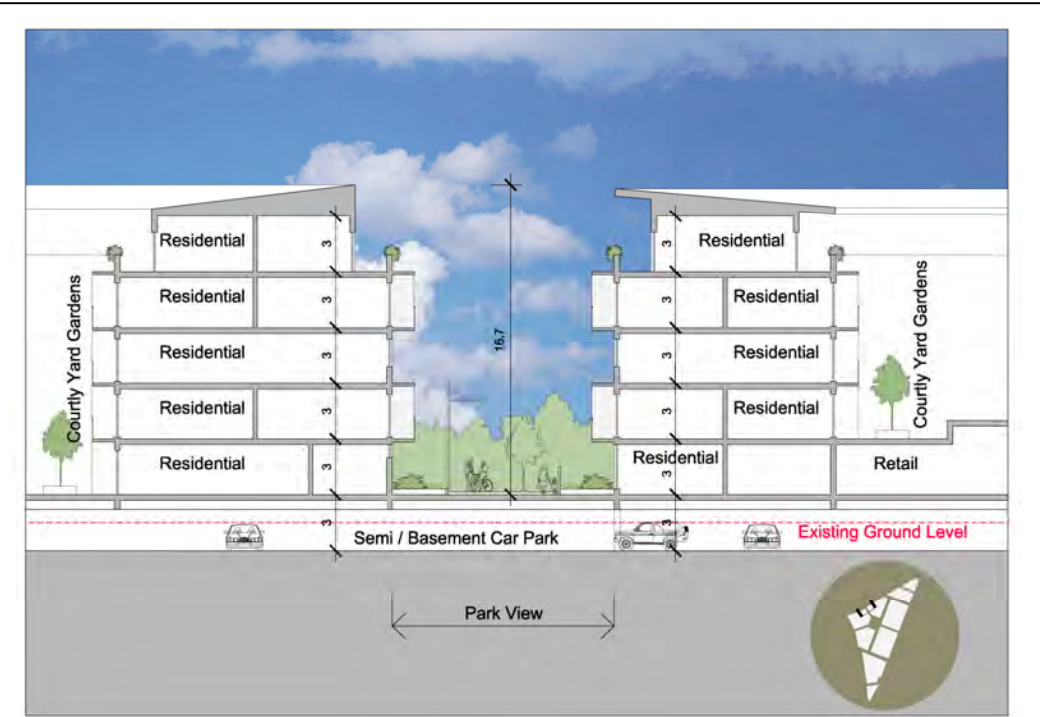 Residential
3
3
Residential
Residential
3
3
Residential
Residential
3
3
Residential
Residential
3
3
Residential
Residential
3
Residential
3
Retail
Courtly Yard Gardens
16,7
Courtly Yard Gardens
3
3
Existing Ground Level
Semi / Basement Car Park
Park View